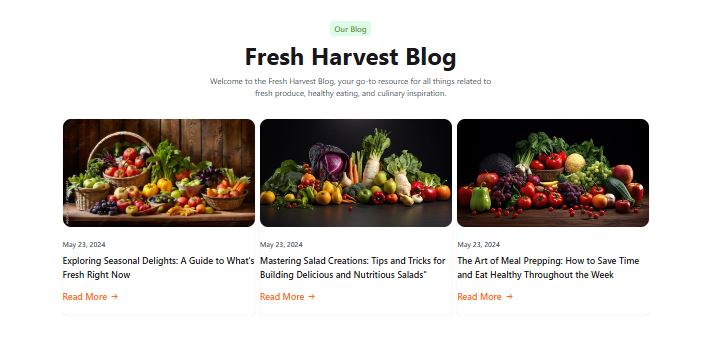 Our Blog
Fresh Harvest Blog
Welcome to the Fresh Harvest Blog, your go-to resource for all things related to
fresh produce, healthy eating, and culinary inspiration.
May 23, 2024
Exploring Seasonal Delights: A Guide to What's
Fresh Right Now
Read More →
May 23, 2024
Mastering Salad Creations: Tips and Tricks for
Building Delicious and Nutritious Salads"
Read More →
May 23, 2024
The Art of Meal Prepping: How to Save Time
and Eat Healthy Throughout the Week
Read More →